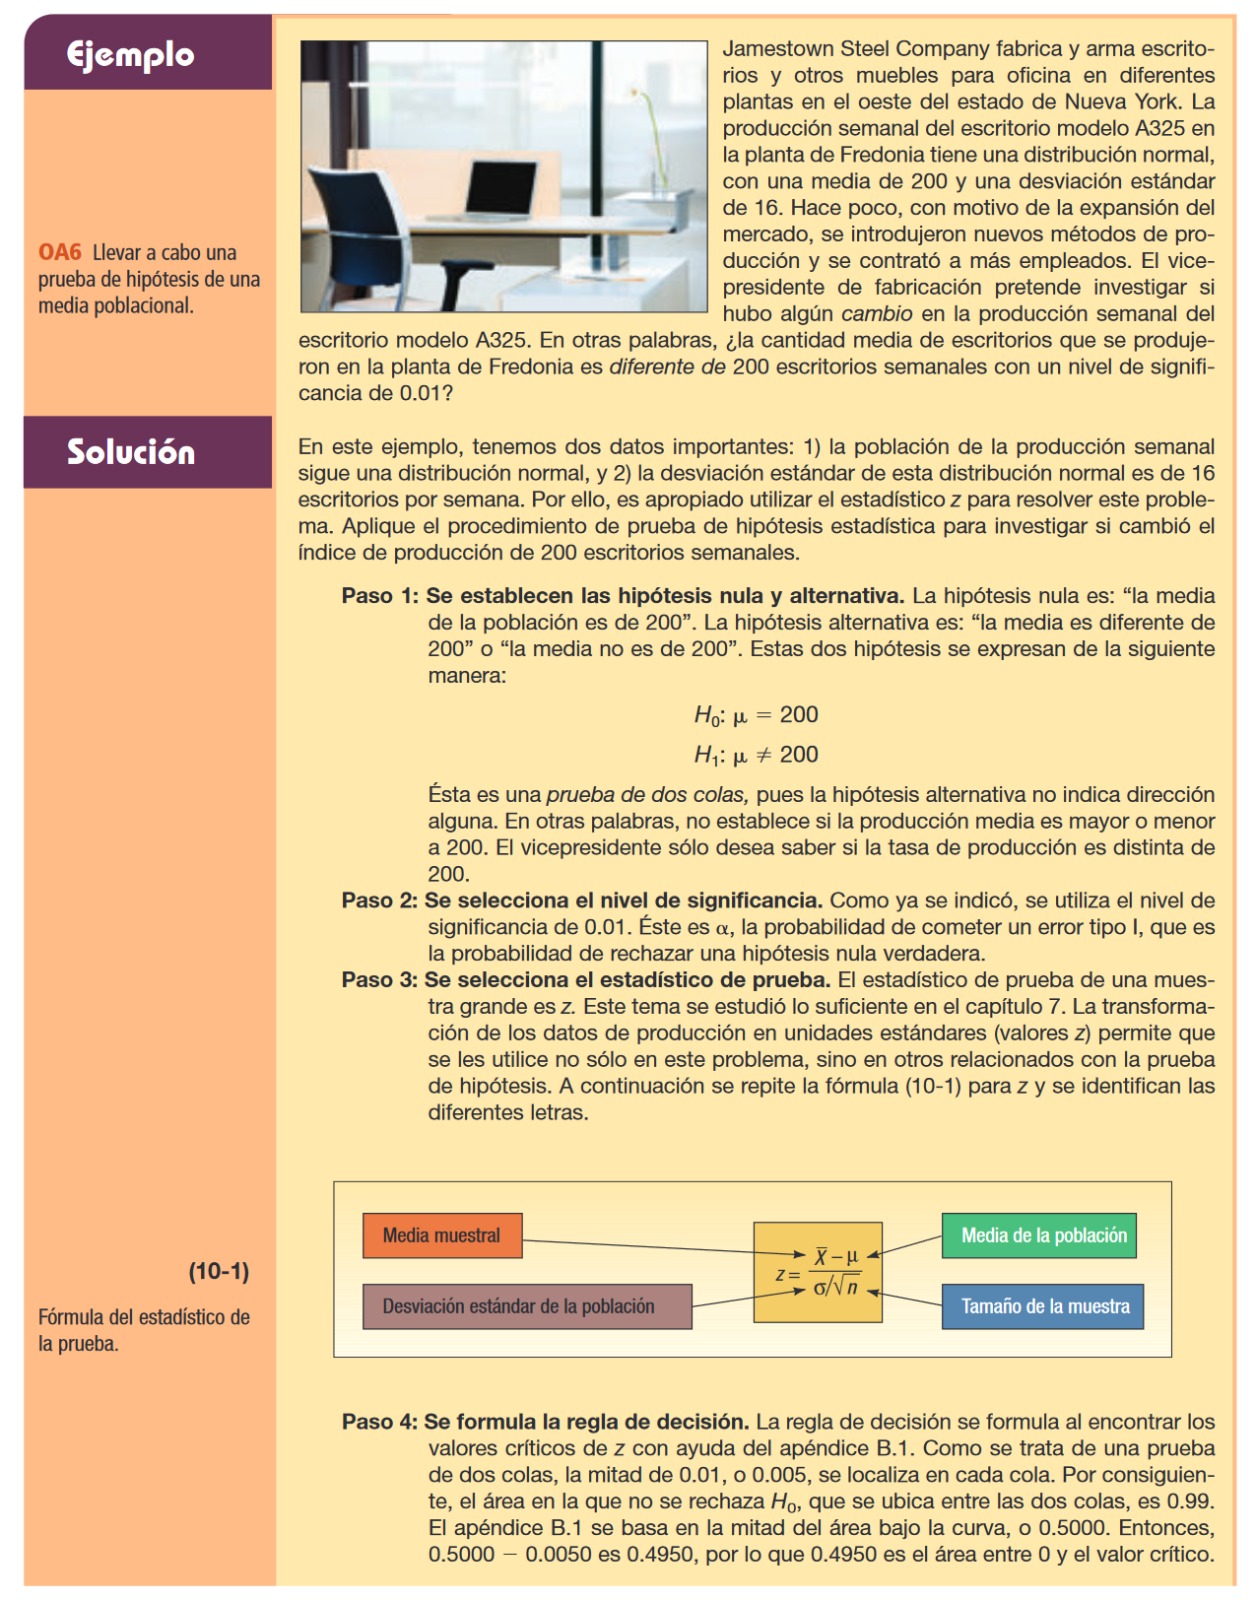 Ejemplo
Jamestown Steel Company fabrica y arma escrito-
rios y otros muebles para oficina en diferentes
plantas en el oeste del estado de Nueva York. La
producción semanal del escritorio modelo A325 en
la planta de Fredonia tiene una distribución normal,
con una media de 200 y una desviación estándar
de 16. Hace poco, con motivo de la expansión del
mercado, se introdujeron nuevos métodos de pro-
ducción y se contrató a más empleados. El vice-
presidente de fabricación pretende investigar si
hubo algún cambio en la producción semanal del
escritorio modelo A325. En otras palabras, ¿la cantidad media de escritorios que se produje-
ron en la planta de Fredonia es diferente de 200 escritorios semanales con un nivel de signifi-
cancia de 0.01?
OA6 Llevar a cabo una
prueba de hipótesis de una
media poblacional.
Solución
En este ejemplo, tenemos dos datos importantes: 1) la población de la producción semanal
sigue una distribución normal, y 2) la desviación estándar de esta distribución normal es de 16
escritorios por semana. Por ello, es apropiado utilizar el estadístico z para resolver este proble-
ma. Aplique el procedimiento de prueba de hipótesis estadística para investigar si cambió el
índice de producción de 200 escritorios semanales.
Paso 1: Se establecen las hipótesis nula y alternativa. La hipótesis nula es: “la media
de la población es de 200”. La hipótesis alternativa es: “la media es diferente de
200” o “la media no es de 200”. Estas dos hipótesis se expresan de la siguiente
manera:
H₀: μ = 200
H₁: μ ≠ 200
Ésta es una prueba de dos colas, pues la hipótesis alternativa no indica dirección
alguna. En otras palabras, no establece si la producción media es mayor o menor
a 200. El vicepresidente sólo desea saber si la tasa de producción es distinta de
200.
Paso 2: Se selecciona el nivel de significancia. Como ya se indicó, se utiliza el nivel de
significancia de 0.01. Éste es α, la probabilidad de cometer un error tipo I, que es
la probabilidad de rechazar una hipótesis nula verdadera.
Paso 3: Se selecciona el estadístico de prueba. El estadístico de prueba de una mues-
tra grande es z. Este tema se estudió lo suficiente en el capítulo 7. La transforma-
ción de los datos de producción en unidades estándares (valores z) permite que
se les utilice no sólo en este problema, sino en otros relacionados con la prueba
de hipótesis. A continuación se repite la fórmula (10-1) para z y se identifican las
diferentes letras.
(10-1)
Fórmula del estadístico de
la prueba.
Media muestral
Desviación estándar de la población
z = (X̄ − μ) / (σ/√n)
Media de la población
Tamaño de la muestra
Paso 4: Se formula la regla de decisión. La regla de decisión se formula al encontrar los
valores críticos de z con ayuda del apéndice B.1. Como se trata de una prueba
de dos colas, la mitad de 0.01, o 0.005, se localiza en cada cola. Por consiguien-
te, el área en la que no se rechaza H₀, que se ubica entre las dos colas, es 0.99.
El apéndice B.1 se basa en la mitad del área bajo la curva, o 0.5000. Entonces,
0.5000 − 0.0050 es 0.4950, por lo que 0.4950 es el área entre 0 y el valor crítico.